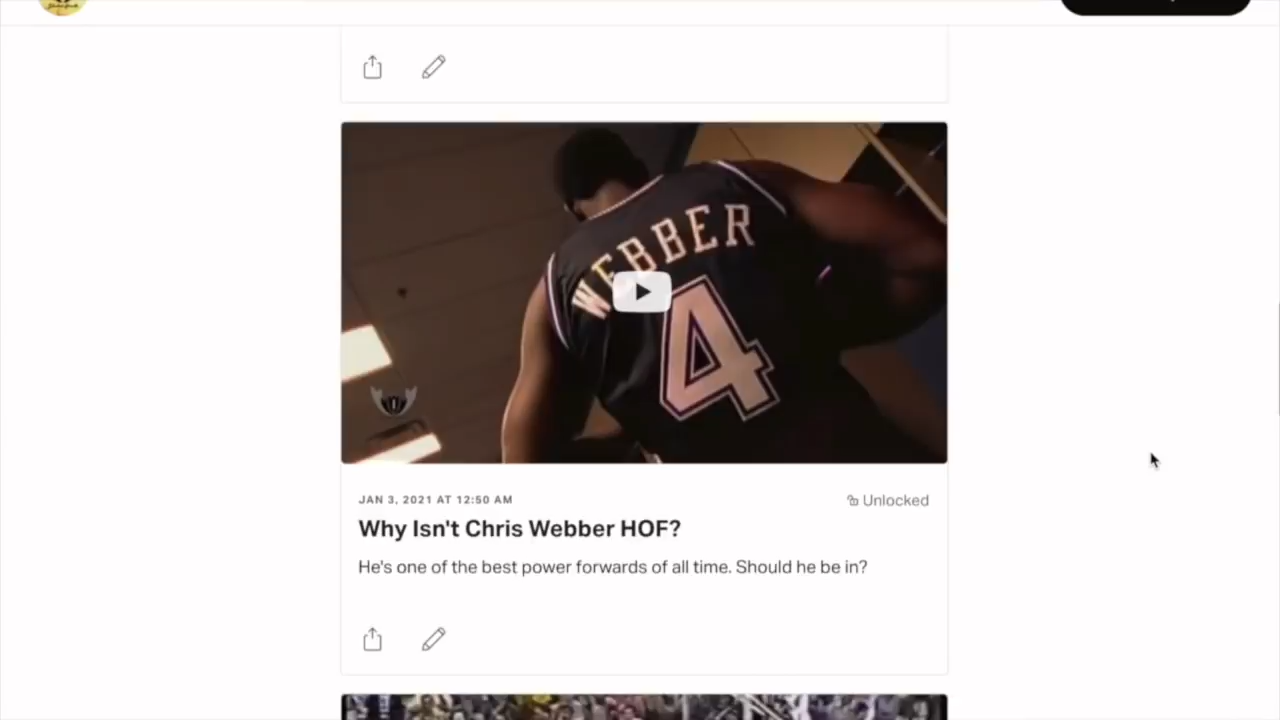 WEBBER
4
JAN 3, 2021 AT 12:50 AM
Unlocked
Why Isn't Chris Webber HOF?
He's one of the best power forwards of all time. Should he be in?